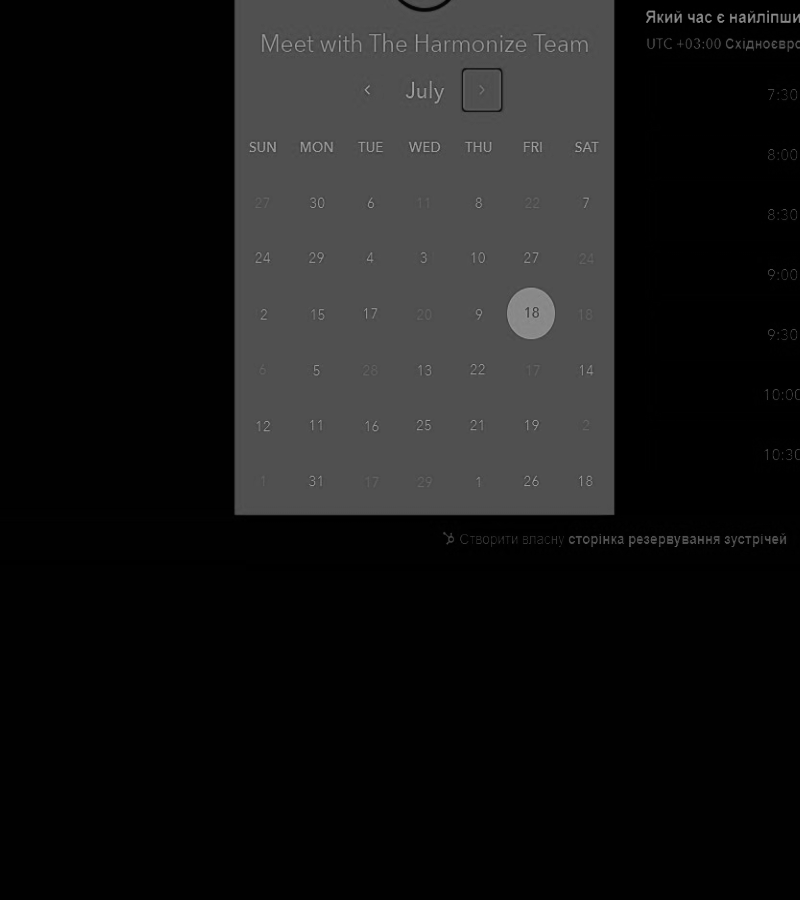 Meet with The Harmonize Team
July
SUN MON TUE WED THU FRI SAT
27 30 6 11 8 22 7
24 29 4 3 10 27 24
2 15 17 20 9 18 18
6 5 28 13 22 17 14
12 11 16 25 21 19 2
1 31 17 29 1 26 18
Який час є найліпши
UTC +03:00 Східноєвро
7:30
8:00
8:30
9:00
9:30
10:00
10:30
Створити власну сторінка резервування зустрічей